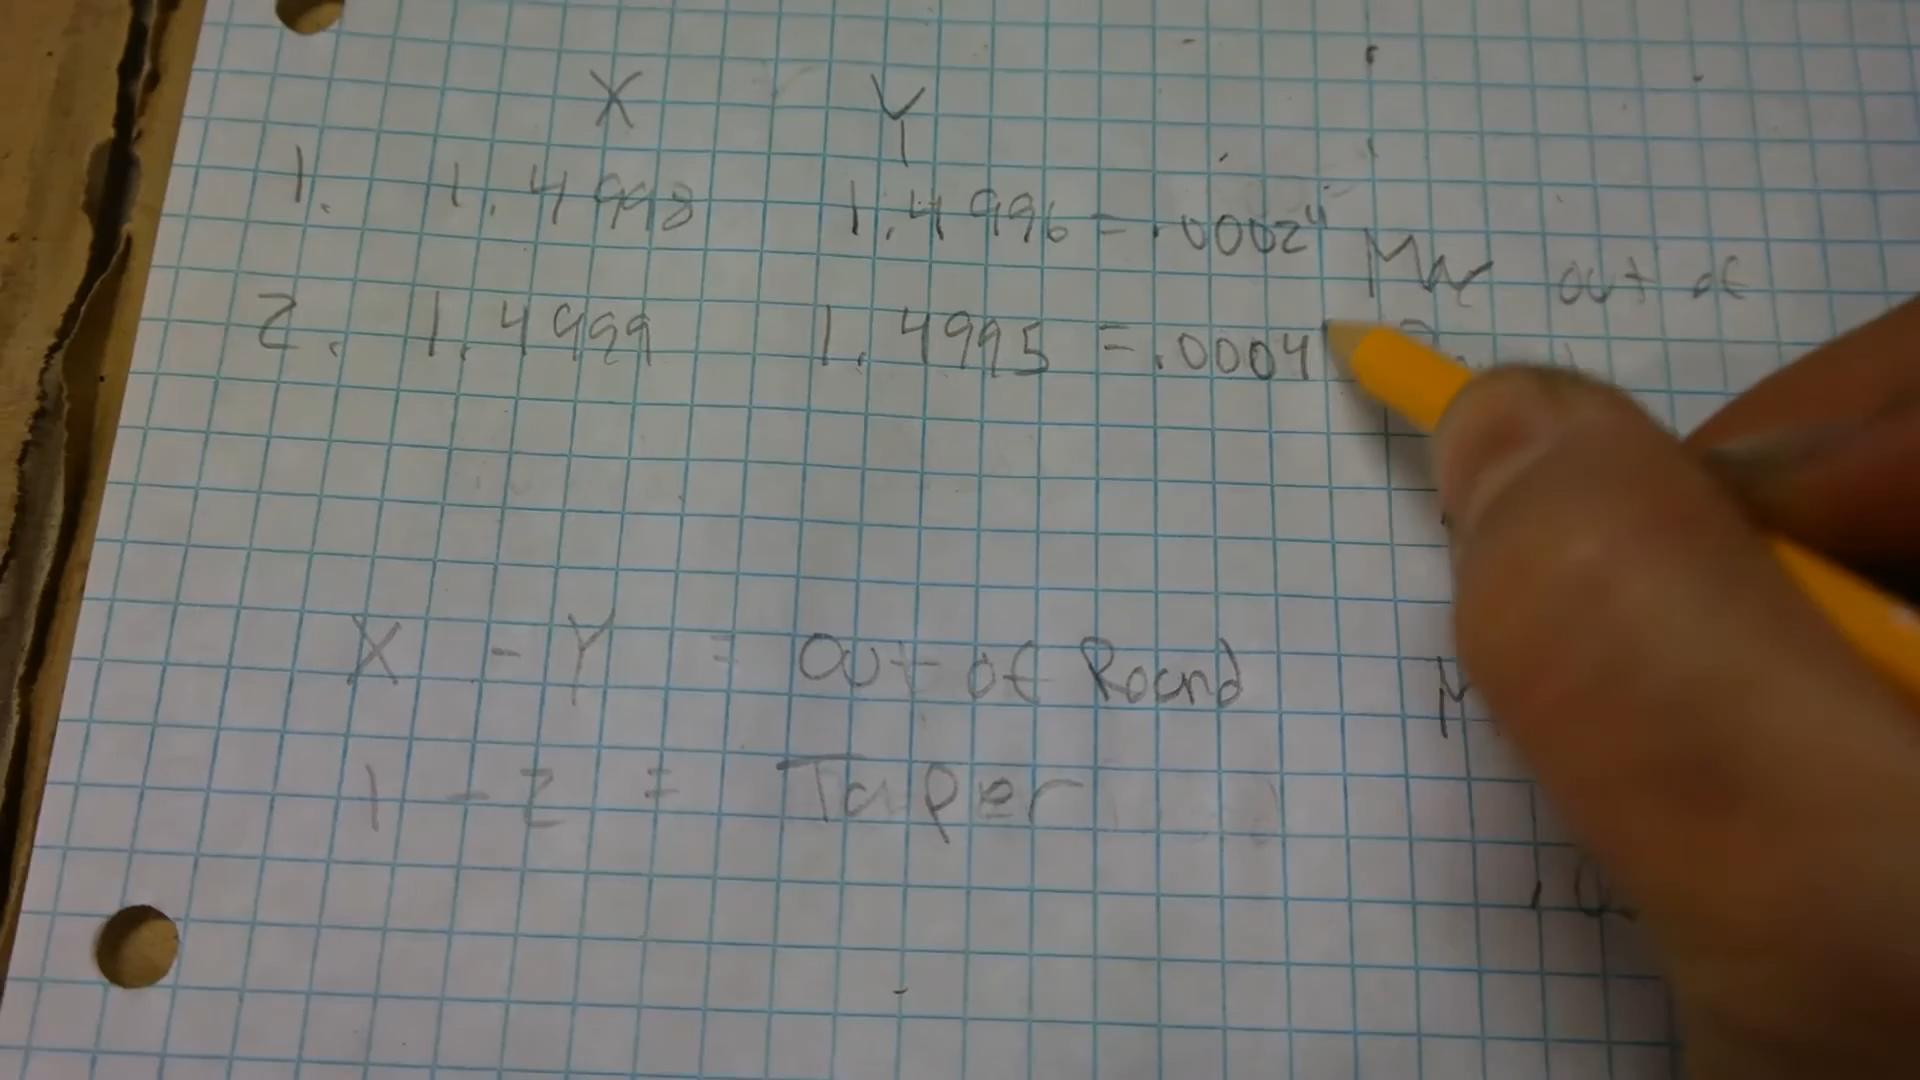 X Y
1. 1.4998 1.4996 = .0002" Max out of
2. 1.4999 1.4995 = .0004
X - Y = Out of Round
1 - 2 = Taper